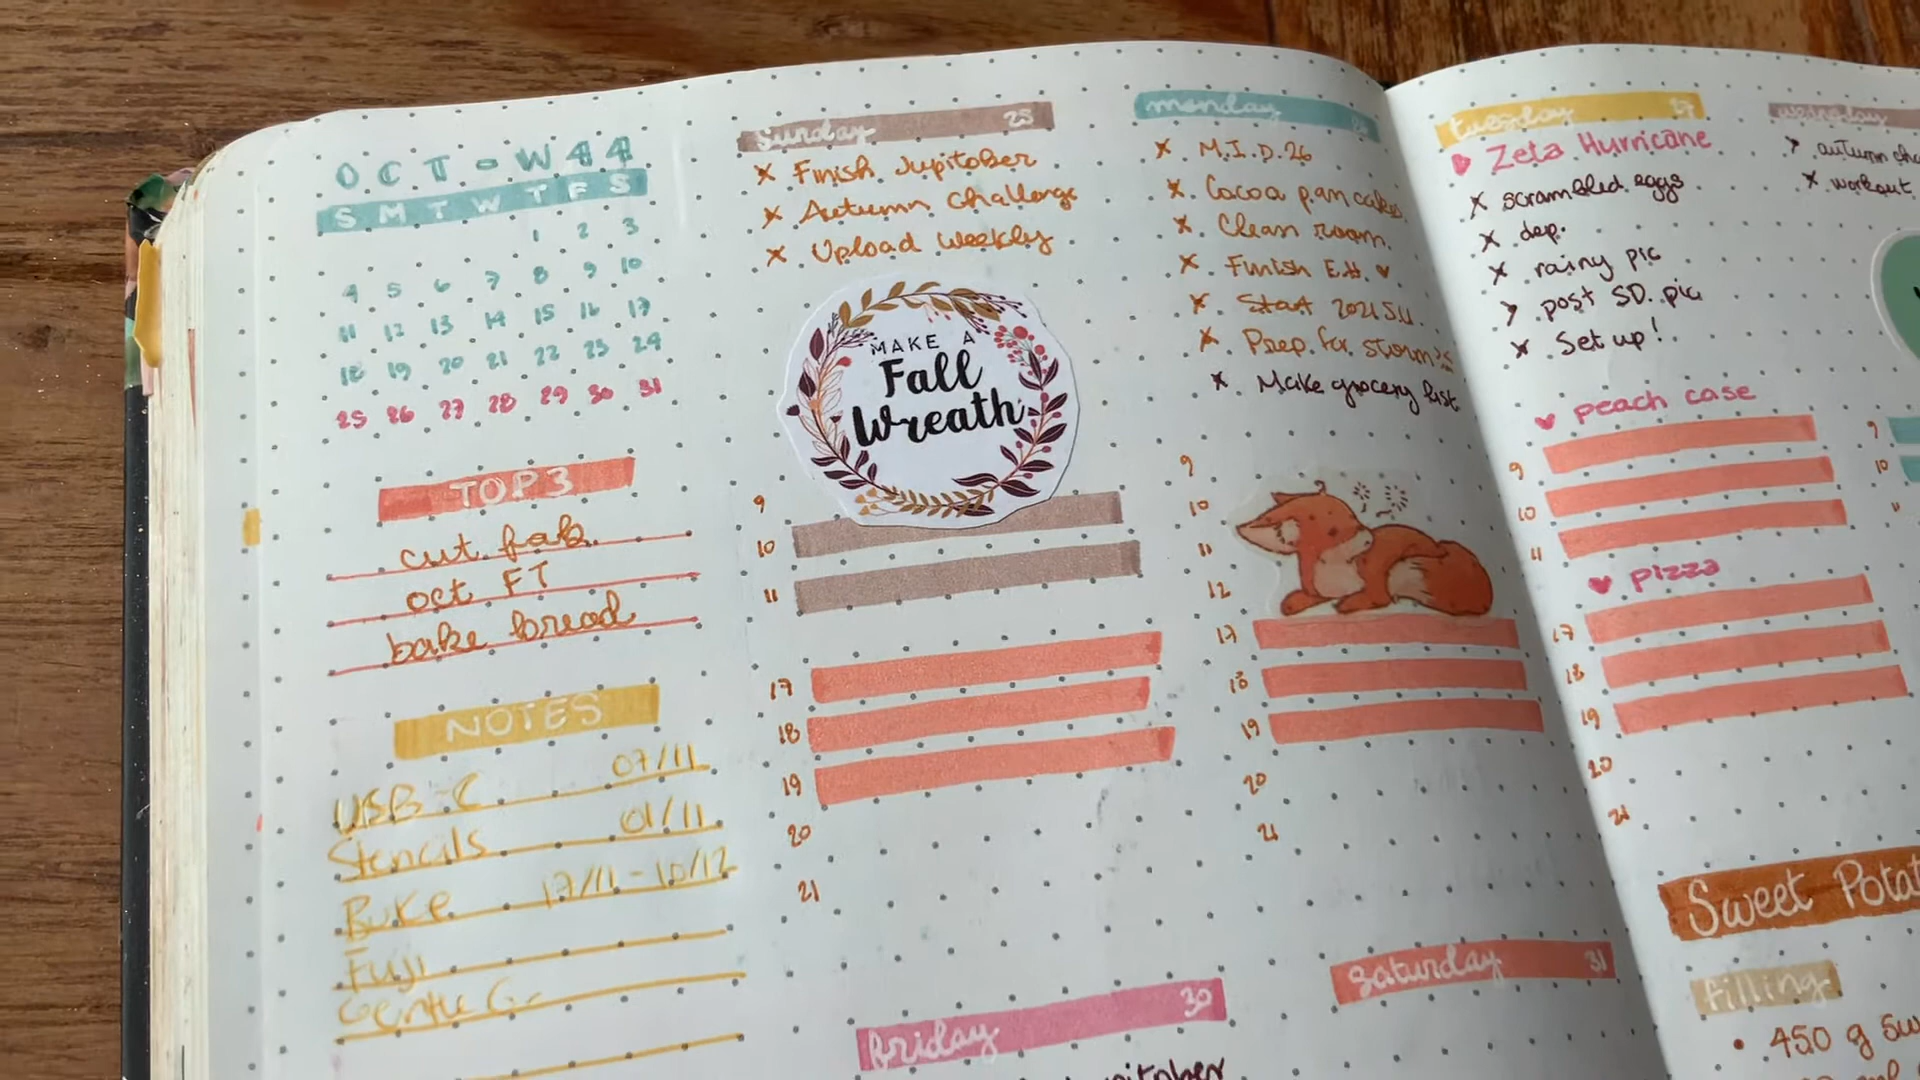 OCT-W44
S M T W T F S
1 2 3
4 5 6 7 8 9 10
11 12 13 14 15 16 17
18 19 20 21 22 23 24
25 26 27 28 29 30 31
TOP 3
cut
oct FT
bake bread
NOTES
USB-C 07/11
Stencils 01/11
17/11-10/12
Fuji
Sunday 25
x Finish Jupitober
x Autumn Challenge
x Upload Weekly
MAKE A
Fall
Wreath
9
10
11
17
18
19
20
21
monday
x M.I.D. 26
x Cocoa pancakes
x Clean room
x Finish
x Start 2021
x Prep for storm
x Make grocery list
9
10
11
12
17
18
19
20
21
tuesday 27
Zeta Hurricane
x scrambled eggs
x dep.
x rainy pic
> post SD. pic
x Set up!
peach case
9
10
11
pizza
17
18
19
20
21
wednesday
> autumn
x workout
9
10
11
friday 30
saturday 31
Sweet
filling
• 450 g